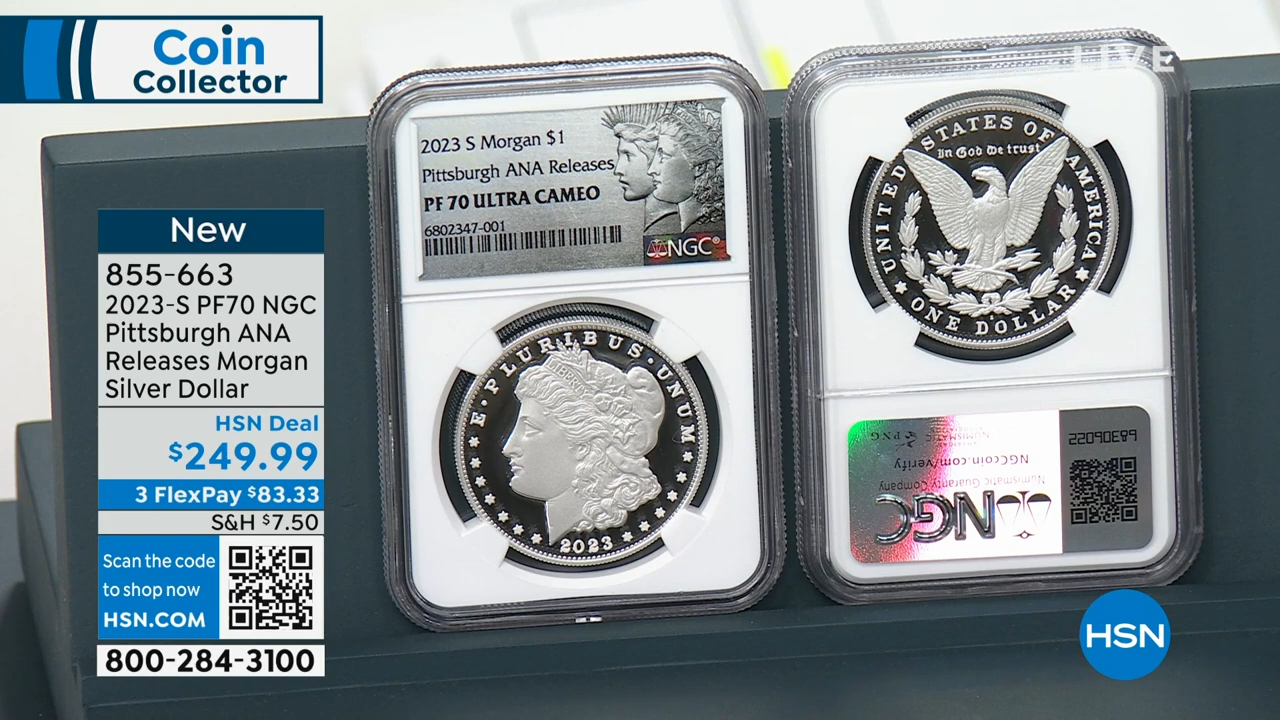 Coin
Collector
LIVE
New
855-663
2023-S PF70 NGC
Pittsburgh ANA
Releases Morgan
Silver Dollar
HSN Deal
$249.99
3 FlexPay $83.33
S&H $7.50
Scan the code
to shop now
HSN.COM
800-284-3100
2023 S Morgan $1
Pittsburgh ANA Releases
PF 70 ULTRA CAMEO
6802347-001
NGC
E · PLURIBUS · UNUM
LIBERTY
2023
UNITED STATES OF AMERICA
In God We trust
ONE DOLLAR
PNG
NGCcoin.com/verify
Numismatic Guaranty Company
NGC
HSN